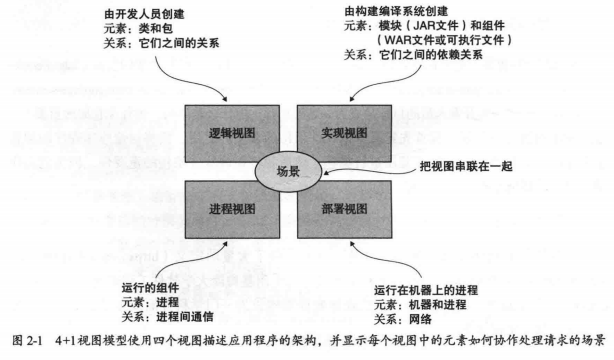 由开发人员创建
元素：类和包
关系：它们之间的关系
由构建编译系统创建
元素：模块（JAR文件）和组件
（WAR文件或可执行文件）
关系：它们之间的依赖关系
逻辑视图
实现视图
场景
把视图串联在一起
进程视图
部署视图
运行的组件
元素：进程
关系：进程间通信
运行在机器上的进程
元素：机器和进程
关系：网络
图 2-1 4+1视图模型使用四个视图描述应用程序的架构，并显示每个视图中的元素如何协作处理请求的场景